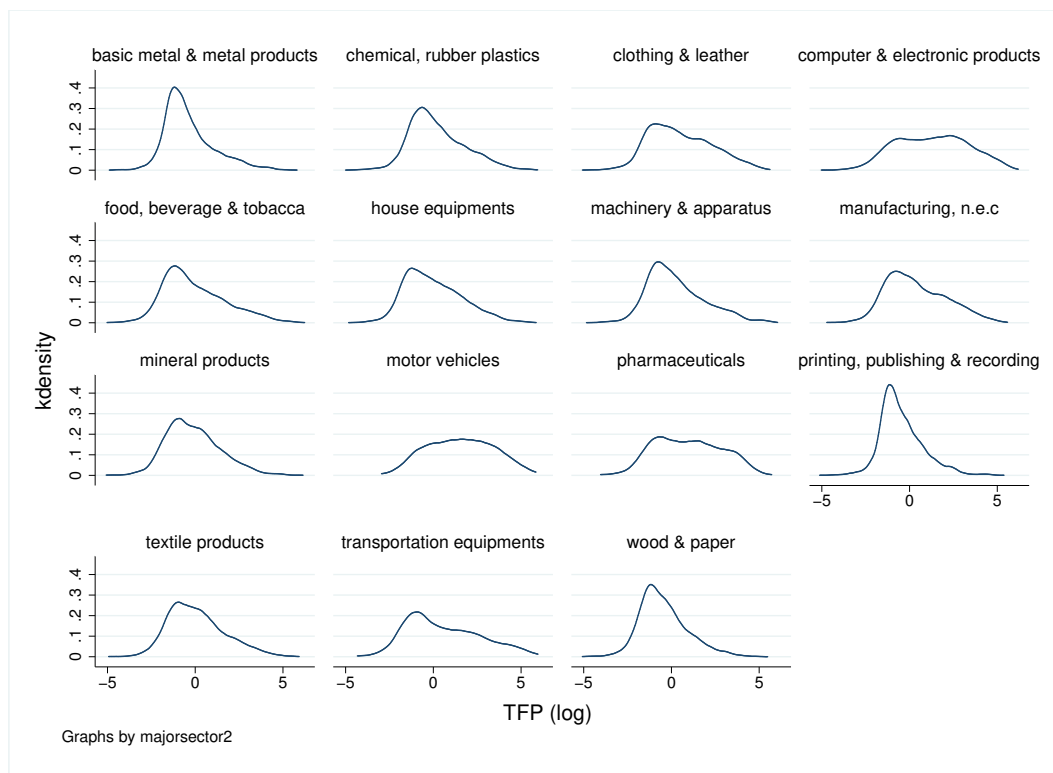 basic metal & metal products
chemical, rubber plastics
clothing & leather
computer & electronic products
0 .1 .2 .3 .4
food, beverage & tobacca
house equipments
machinery & apparatus
manufacturing, n.e.c
0 .1 .2 .3 .4
mineral products
motor vehicles
pharmaceuticals
printing, publishing & recording
0 .1 .2 .3 .4
−5 0 5
textile products
transportation equipments
wood & paper
0 .1 .2 .3 .4
−5 0 5
−5 0 5
−5 0 5
kdensity
TFP (log)
Graphs by majorsector2